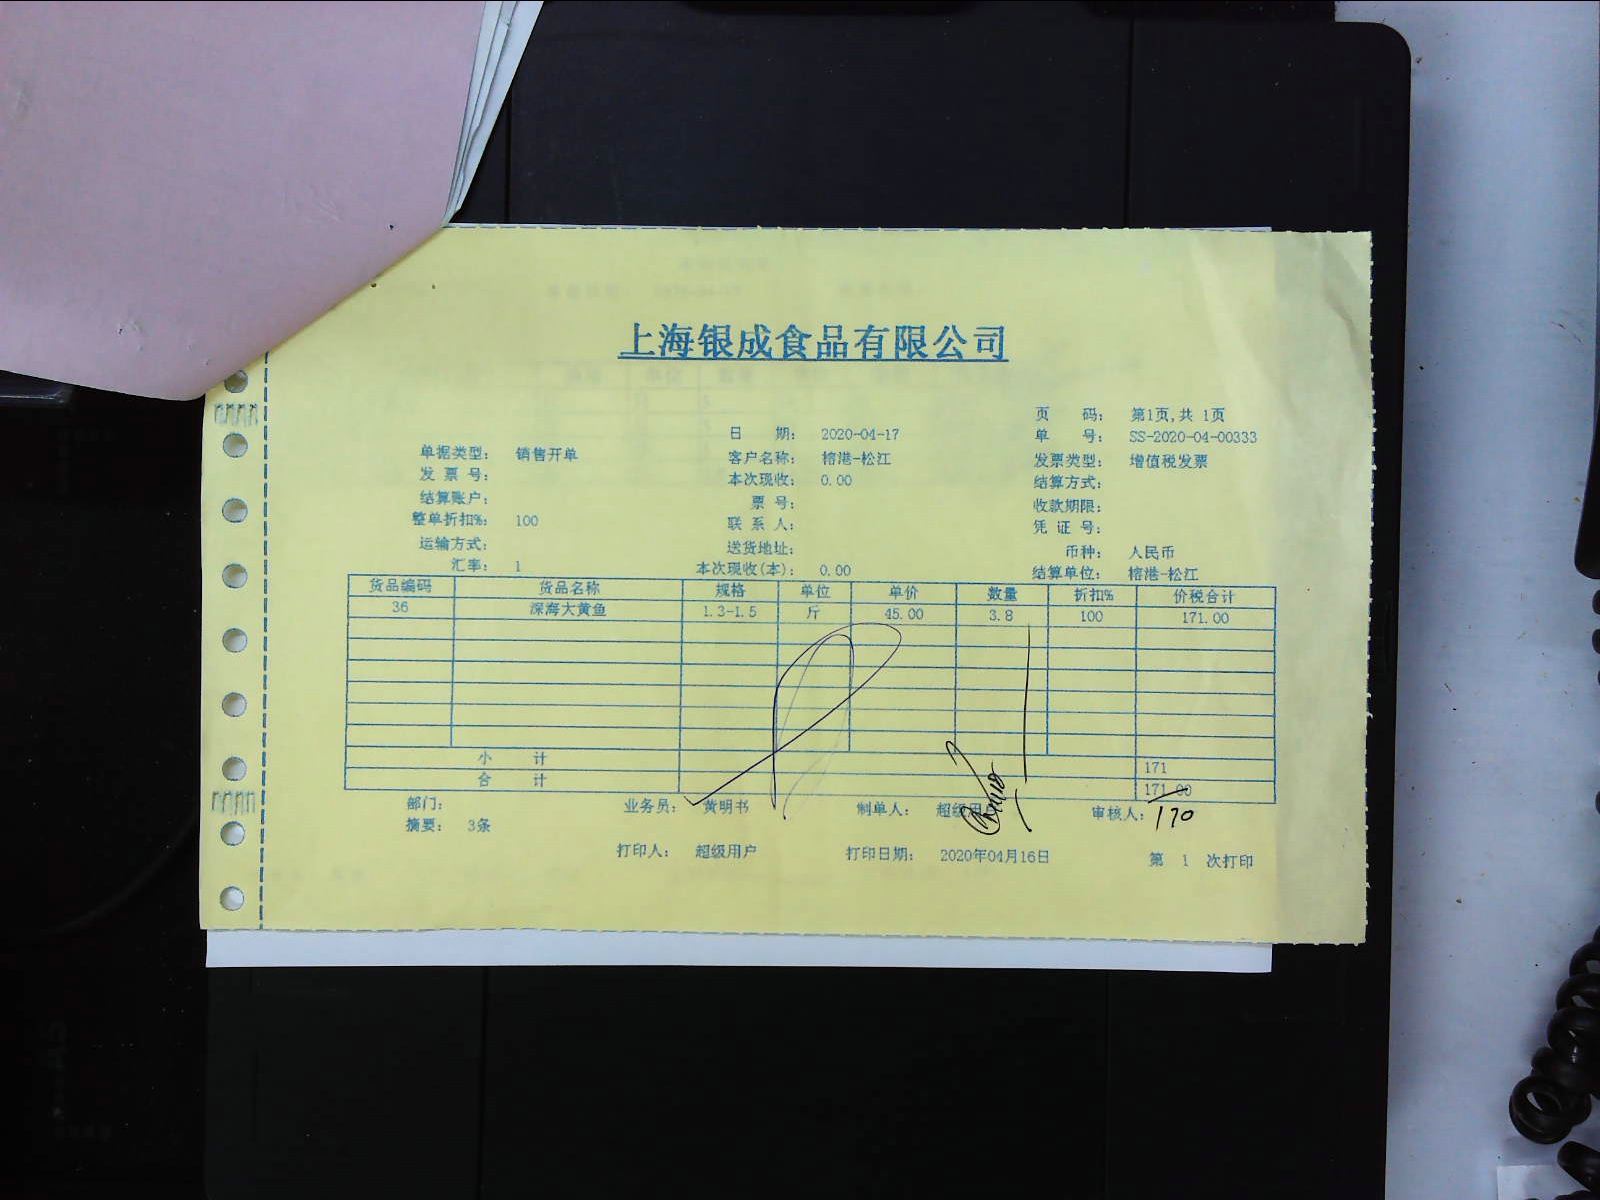 上海银成食品有限公司
页 码： 第1页,共 1页
日 期： 2020-04-17 单 号： SS-2020-04-00333
单据类型： 销售开单 客户名称： 榕港-松江 发票类型： 增值税发票
发 票 号： 本次现收： 0.00 结算方式：
结算账户： 票 号： 收款期限：
整单折扣%： 100 联 系 人： 凭 证 号：
运输方式： 送货地址： 币种： 人民币
汇率： 1 本次现收(本)： 0.00 结算单位： 榕港-松江
货品编码 货品名称 规格 单位 单价 数量 折扣% 价税合计
36 深海大黄鱼 1.3-1.5 斤 45.00 3.8 100 171.00
小 计 171
合 计 171.00
部门： 业务员： 黄明书 制单人： 超级用户 审核人： 170
摘要： 3条
打印人： 超级用户 打印日期： 2020年04月16日 第 1 次打印